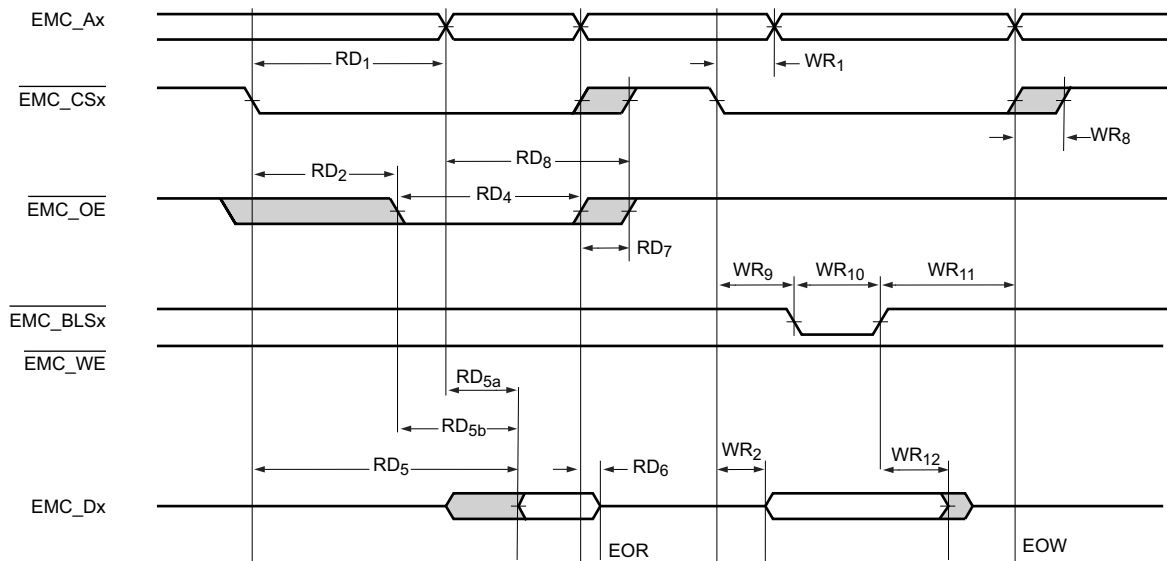 EMC_Ax
RD1
WR1
EMC_CSx
WR8
RD8
RD2
RD4
EMC_OE
RD7
WR9 WR10 WR11
EMC_BLSx
EMC_WE
RD5a
RD5b
RD5 RD6 WR2 WR12
EMC_Dx
EOR EOW